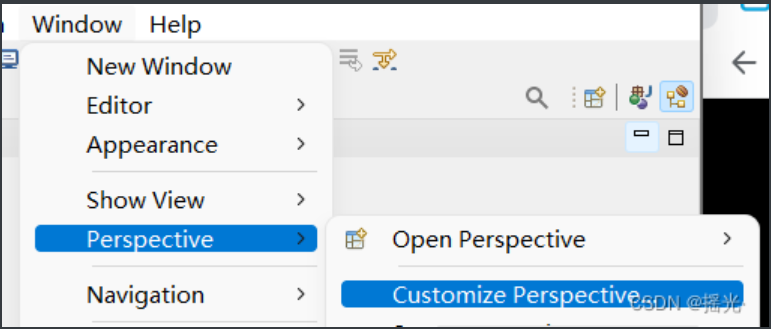 Window Help
New Window
Editor
Appearance
Show View
Perspective
Open Perspective
Customize Perspective...
Navigation
CSDN @摇光